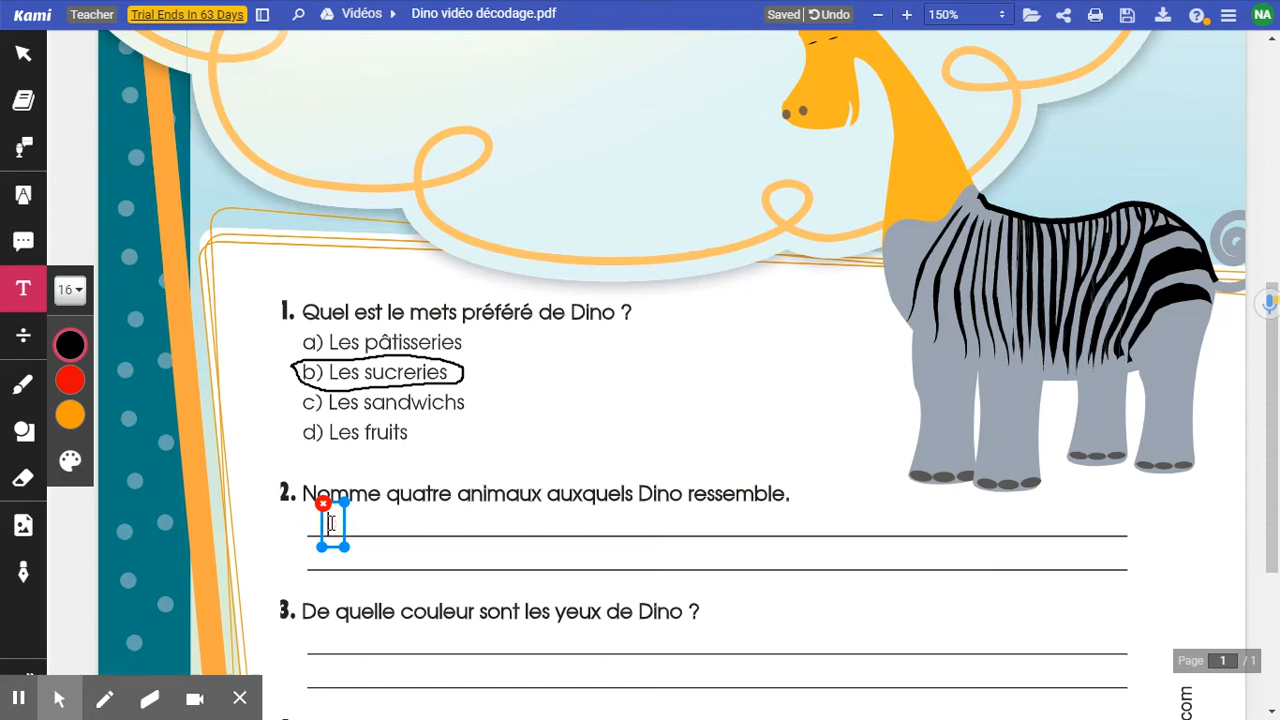 Kami
Teacher
Trial Ends In 63 Days
Vidéos
Dino vidéo décodage.pdf
Saved
Undo
150%
NA
T
16
1. Quel est le mets préféré de Dino ?
a) Les pâtisseries
b) Les sucreries
c) Les sandwichs
d) Les fruits
2. Nomme quatre animaux auxquels Dino ressemble.
3. De quelle couleur sont les yeux de Dino ?
Page 1 / 1
com